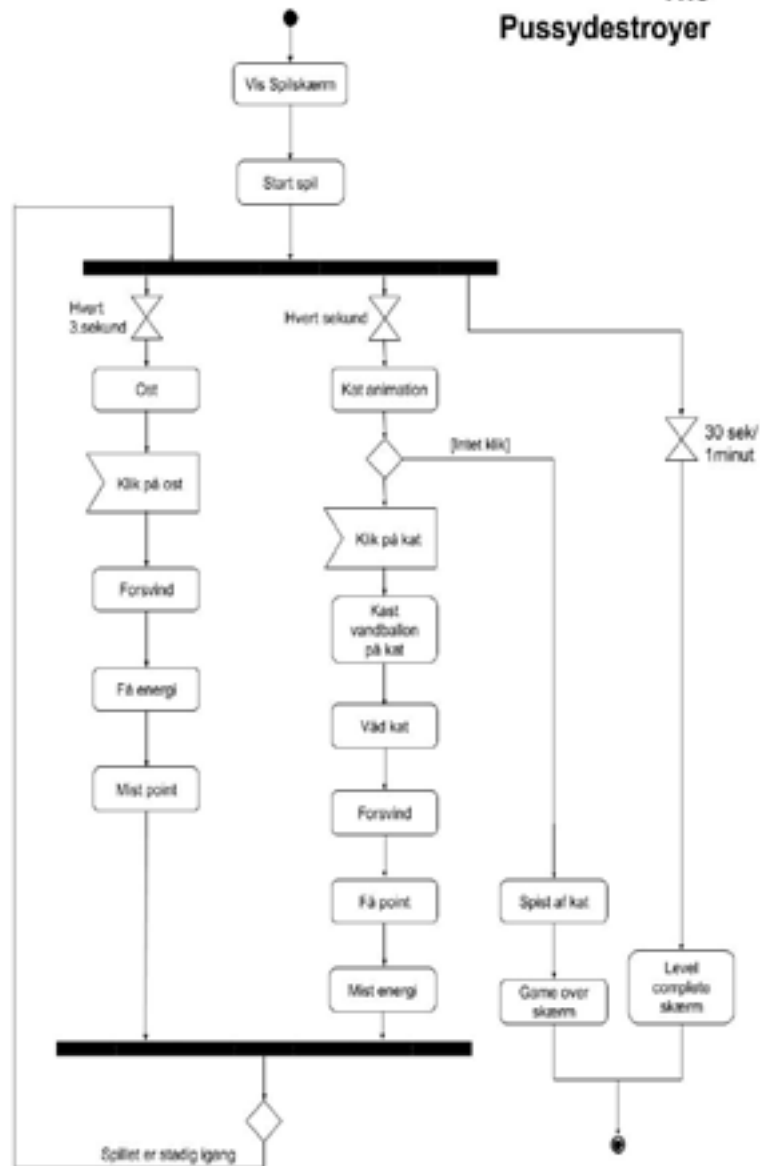 Pussydestroyer
Vis Spilskærm
Start spil
Hvert
3.sekund
Hvert sekund
Ost
Kat animation
[Intet klik]
30 sek/
1minut
Klik på ost
Klik på kat
Forsvind
Kast
vandballon
på kat
Få energi
Våd kat
Mist point
Forsvind
Få point
Spist af kat
Mist energi
Game over
skærm
Level
complete
skærm
Spillet er stadig igang